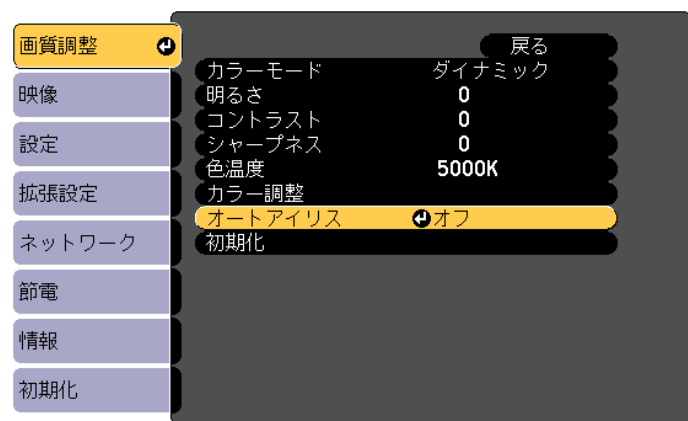 画質調整
映像
設定
拡張設定
ネットワーク
節電
情報
初期化
戻る
カラーモード ダイナミック
明るさ 0
コントラスト 0
シャープネス 0
色温度 5000K
カラー調整
オートアイリス オフ
初期化